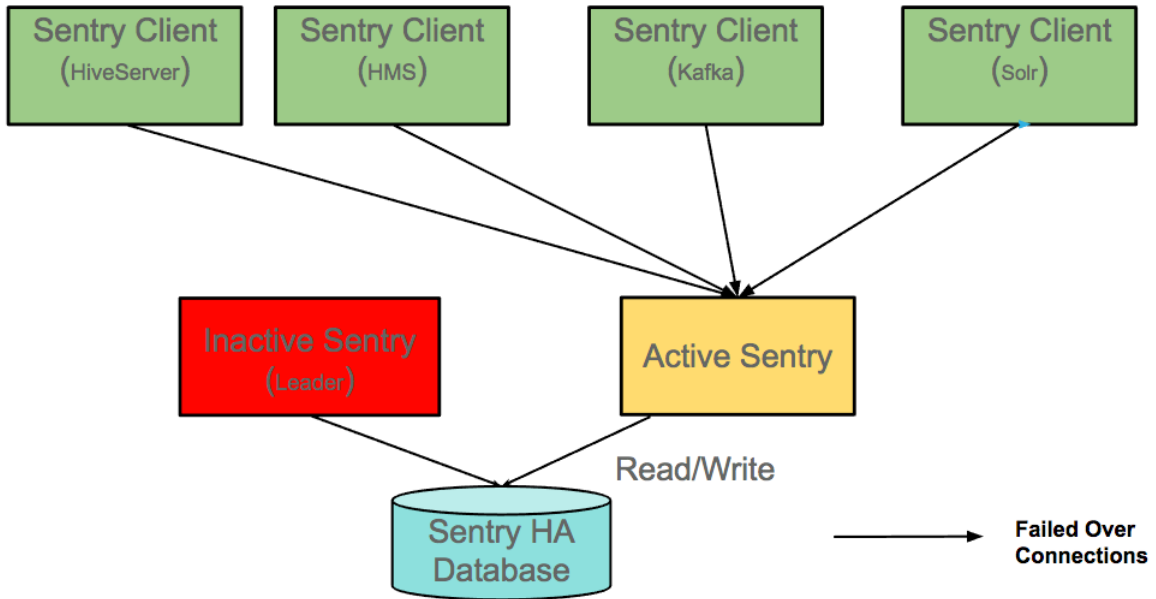 Sentry Client
(HiveServer)
Sentry Client
(HMS)
Sentry Client
(Kafka)
Sentry Client
(Solr)
Inactive Sentry
(Leader)
Active Sentry
Read/Write
Sentry HA
Database
Failed Over
Connections